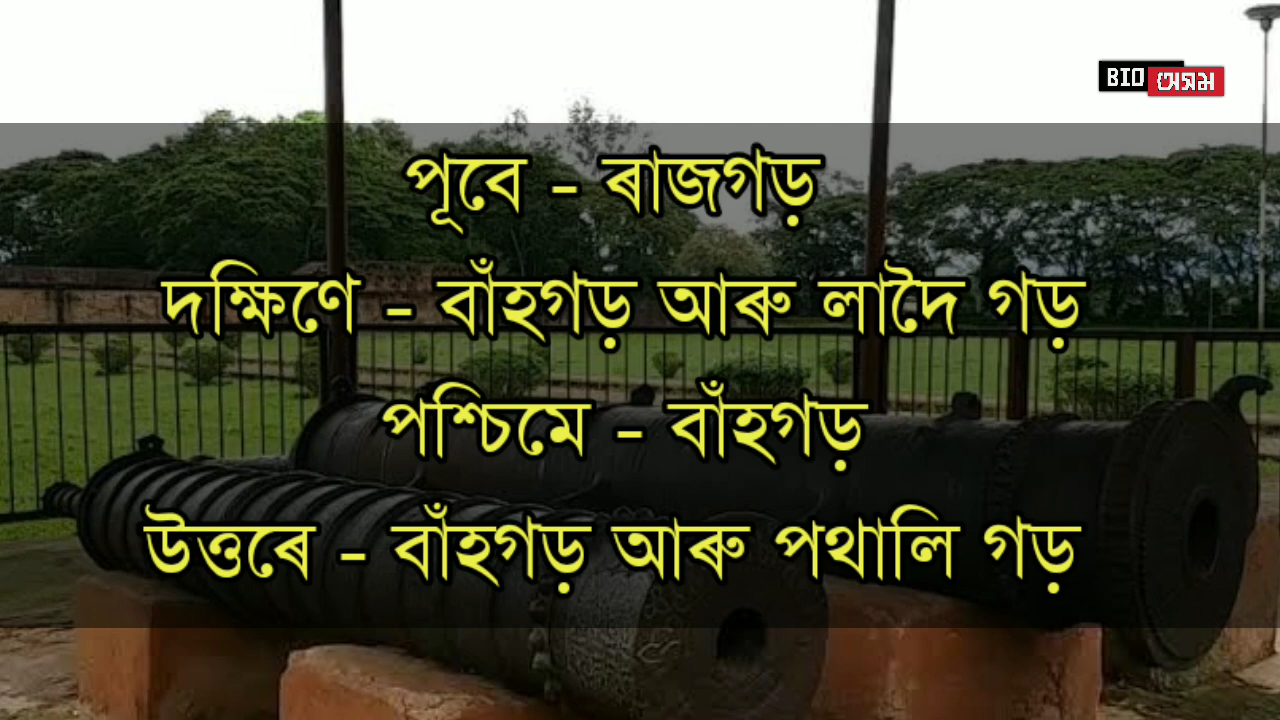 BIO অসম
পূবে - ৰাজগড়
দক্ষিণে - বাঁহগড় আৰু লাদৈ গড়
পশ্চিমে - বাঁহগড়
উত্তৰে - বাঁহগড় আৰু পথালি গড়